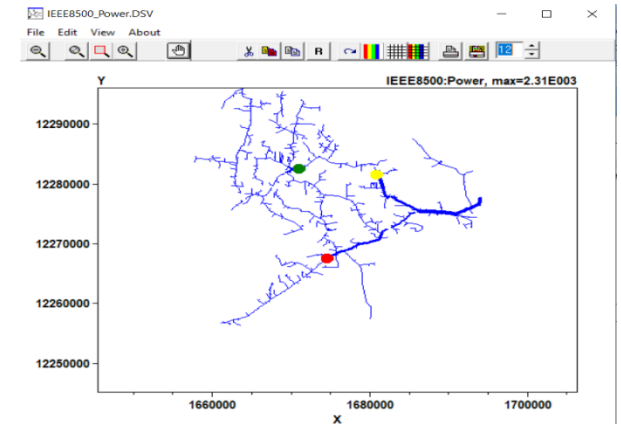 IEEE8500_Power.DSV
File Edit View About
R
12
Y
IEEE8500:Power, max=2.31E003
12290000
12280000
12270000
12260000
12250000
1660000 1680000 1700000
X